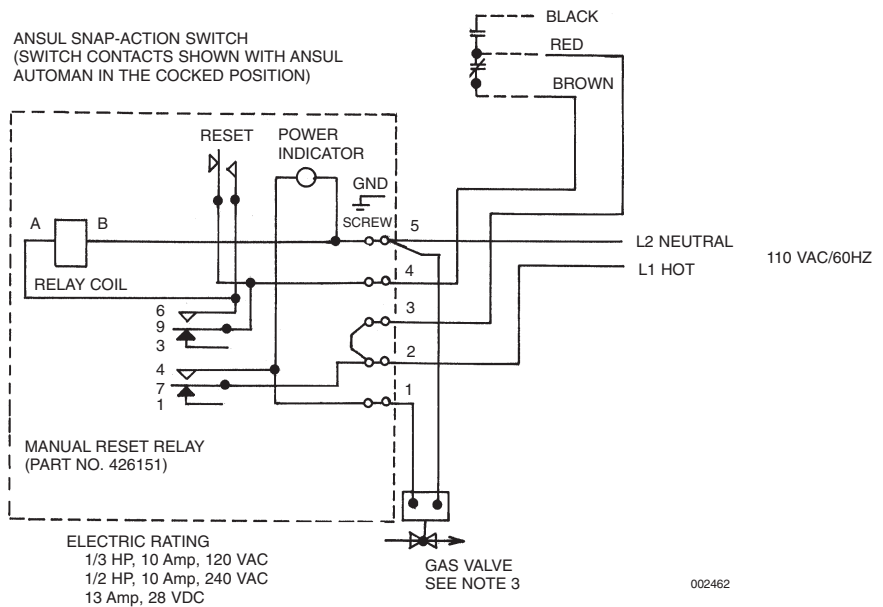 ANSUL SNAP-ACTION SWITCH
(SWITCH CONTACTS SHOWN WITH ANSUL
AUTOMAN IN THE COCKED POSITION)
BLACK
RED
BROWN
RESET
POWER
INDICATOR
GND
SCREW
A
B
RELAY COIL
5
4
3
2
1
6
9
3
4
7
1
L2 NEUTRAL
L1 HOT
110 VAC/60HZ
MANUAL RESET RELAY
(PART NO. 426151)
ELECTRIC RATING
1/3 HP, 10 Amp, 120 VAC
1/2 HP, 10 Amp, 240 VAC
13 Amp, 28 VDC
GAS VALVE
SEE NOTE 3
002462